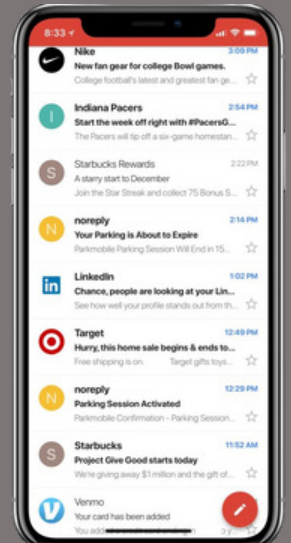 8:33
Nike
3:09 PM
New fan gear for college Bowl games.
College football's latest and greatest fan ge...
I
Indiana Pacers
2:54 PM
Start the week off right with #PacersG...
The Pacers will tip off a six-game homestan...
S
Starbucks Rewards
2:22 PM
A starry start to December
Join the Star Streak and collect 75 Bonus S...
N
noreply
2:14 PM
Your Parking is About to Expire
Parkmobile Parking Session Will End in 15...
in
LinkedIn
1:02 PM
Chance, people are looking at your Lin...
See how well your profile stands out from th...
Target
12:49 PM
Hurry, this home sale begins & ends to...
Free shipping is on. Target gifts toys...
N
noreply
12:29 PM
Parking Session Activated
Parkmobile Confirmation - Parking Session...
S
Starbucks
11:52 AM
Project Give Good starts today
We're giving away $1 million and the gift of...
V
Venmo
Your card has been added
You added